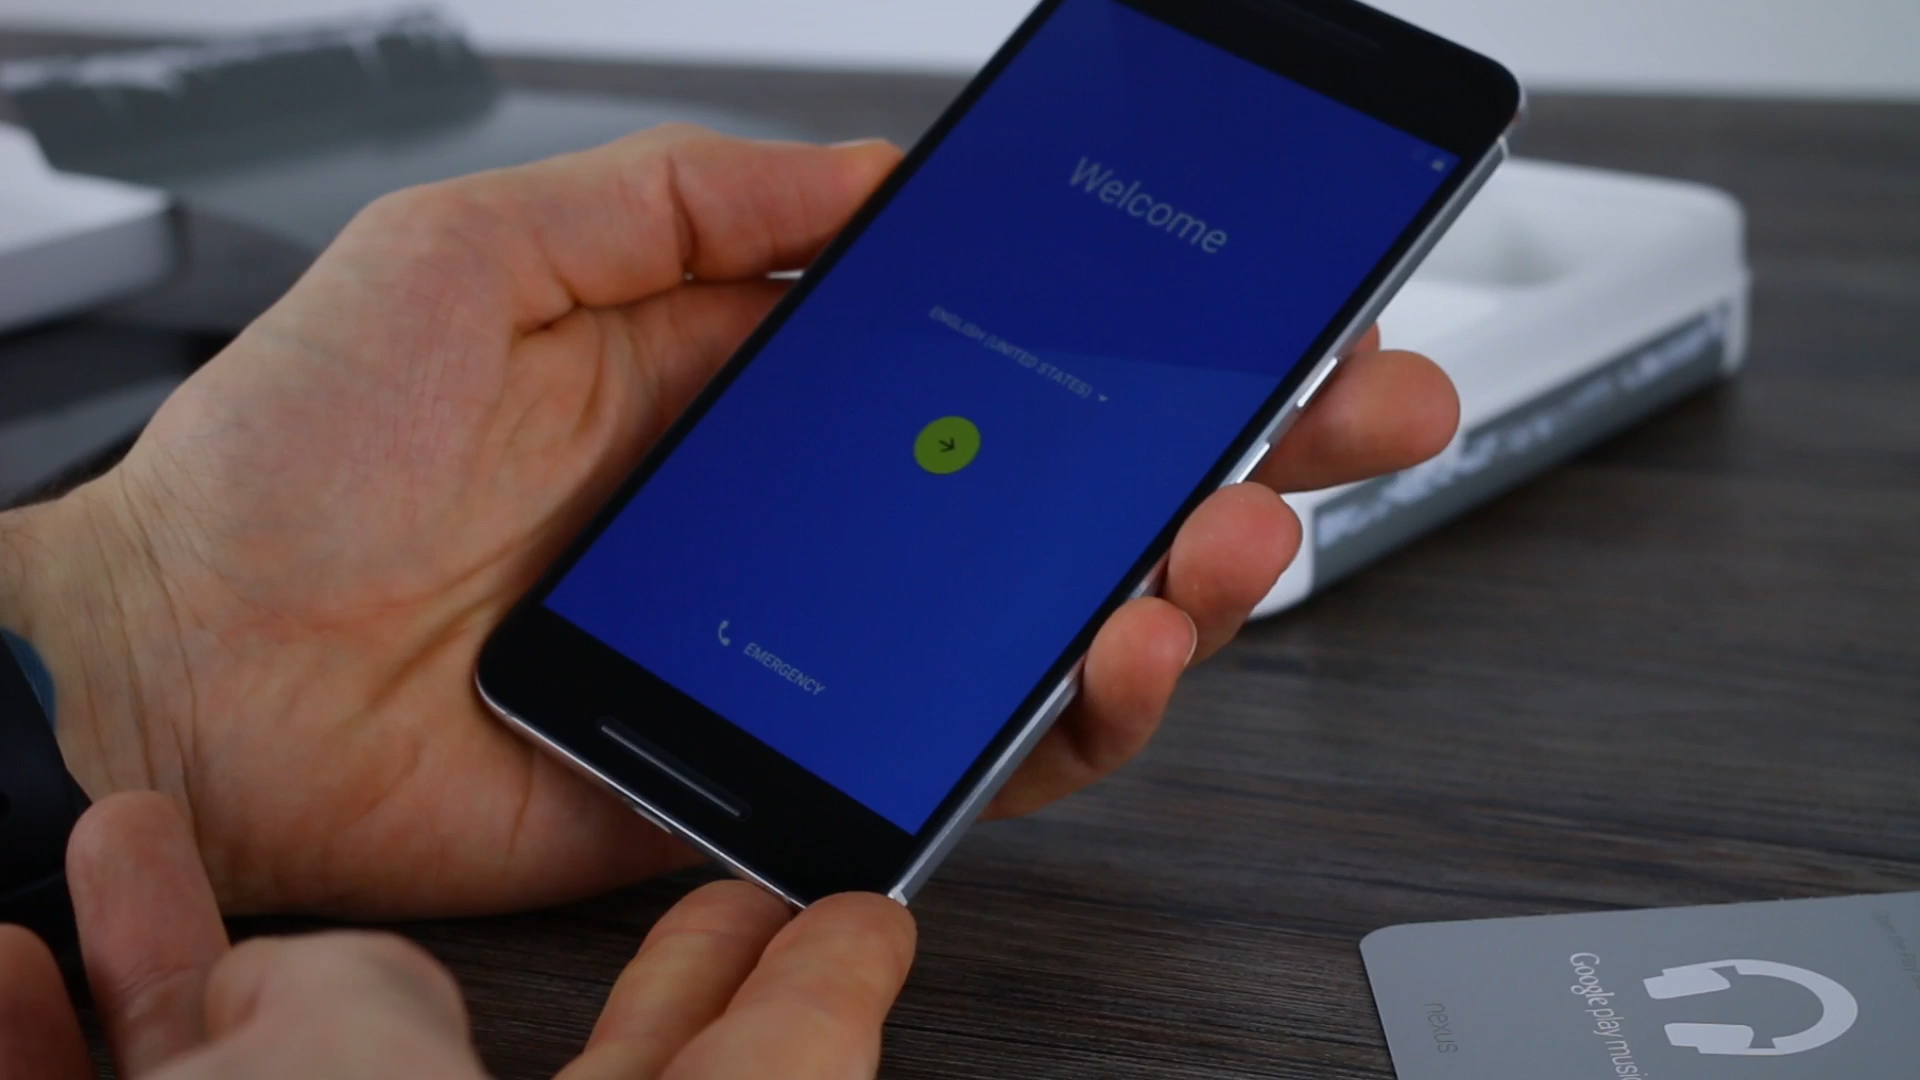 Welcome
ENGLISH (UNITED STATES)
EMERGENCY
Google play music
nexus